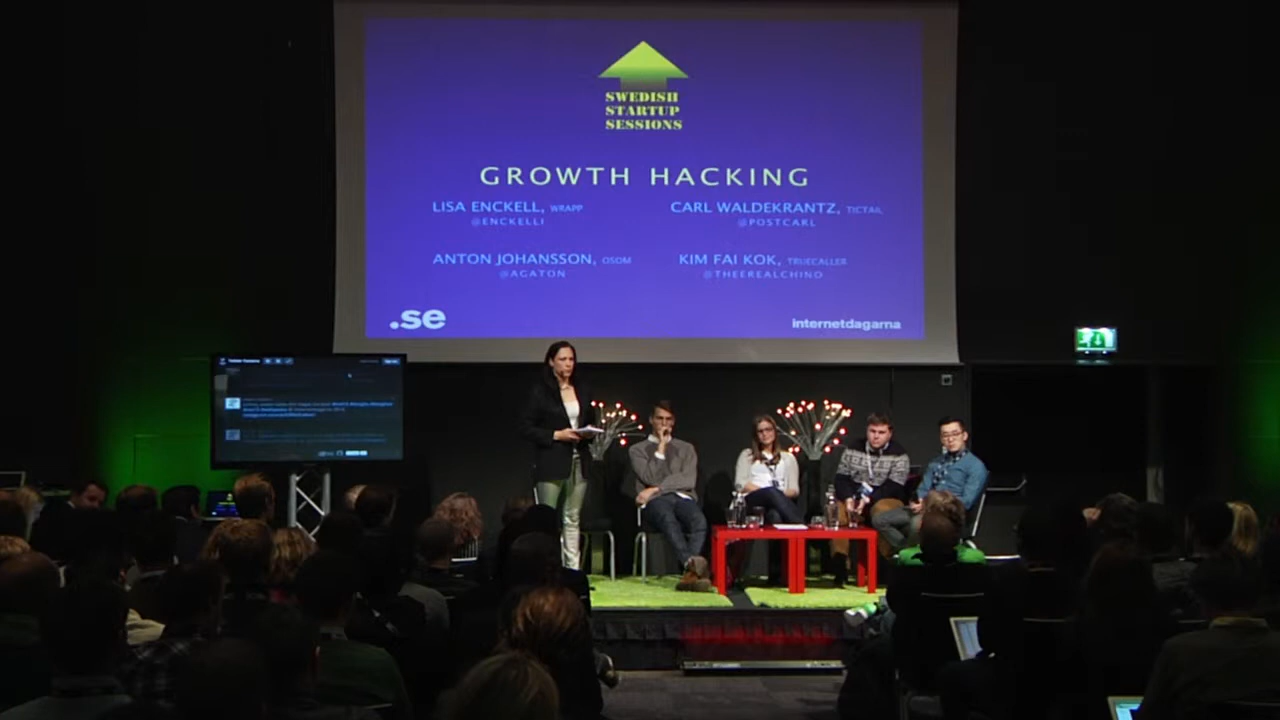 SWEDISH
STARTUP
SESSIONS
GROWTH HACKING
LISA ENCKELL, WRAPP
@ENCKELLI
CARL WALDEKRANTZ, TICTAIL
@POSTCARL
ANTON JOHANSSON, OSOM
@AGATON
KIM FAI KOK, TRUECALLER
@THEEREALCHINO
.se
internetdagarna